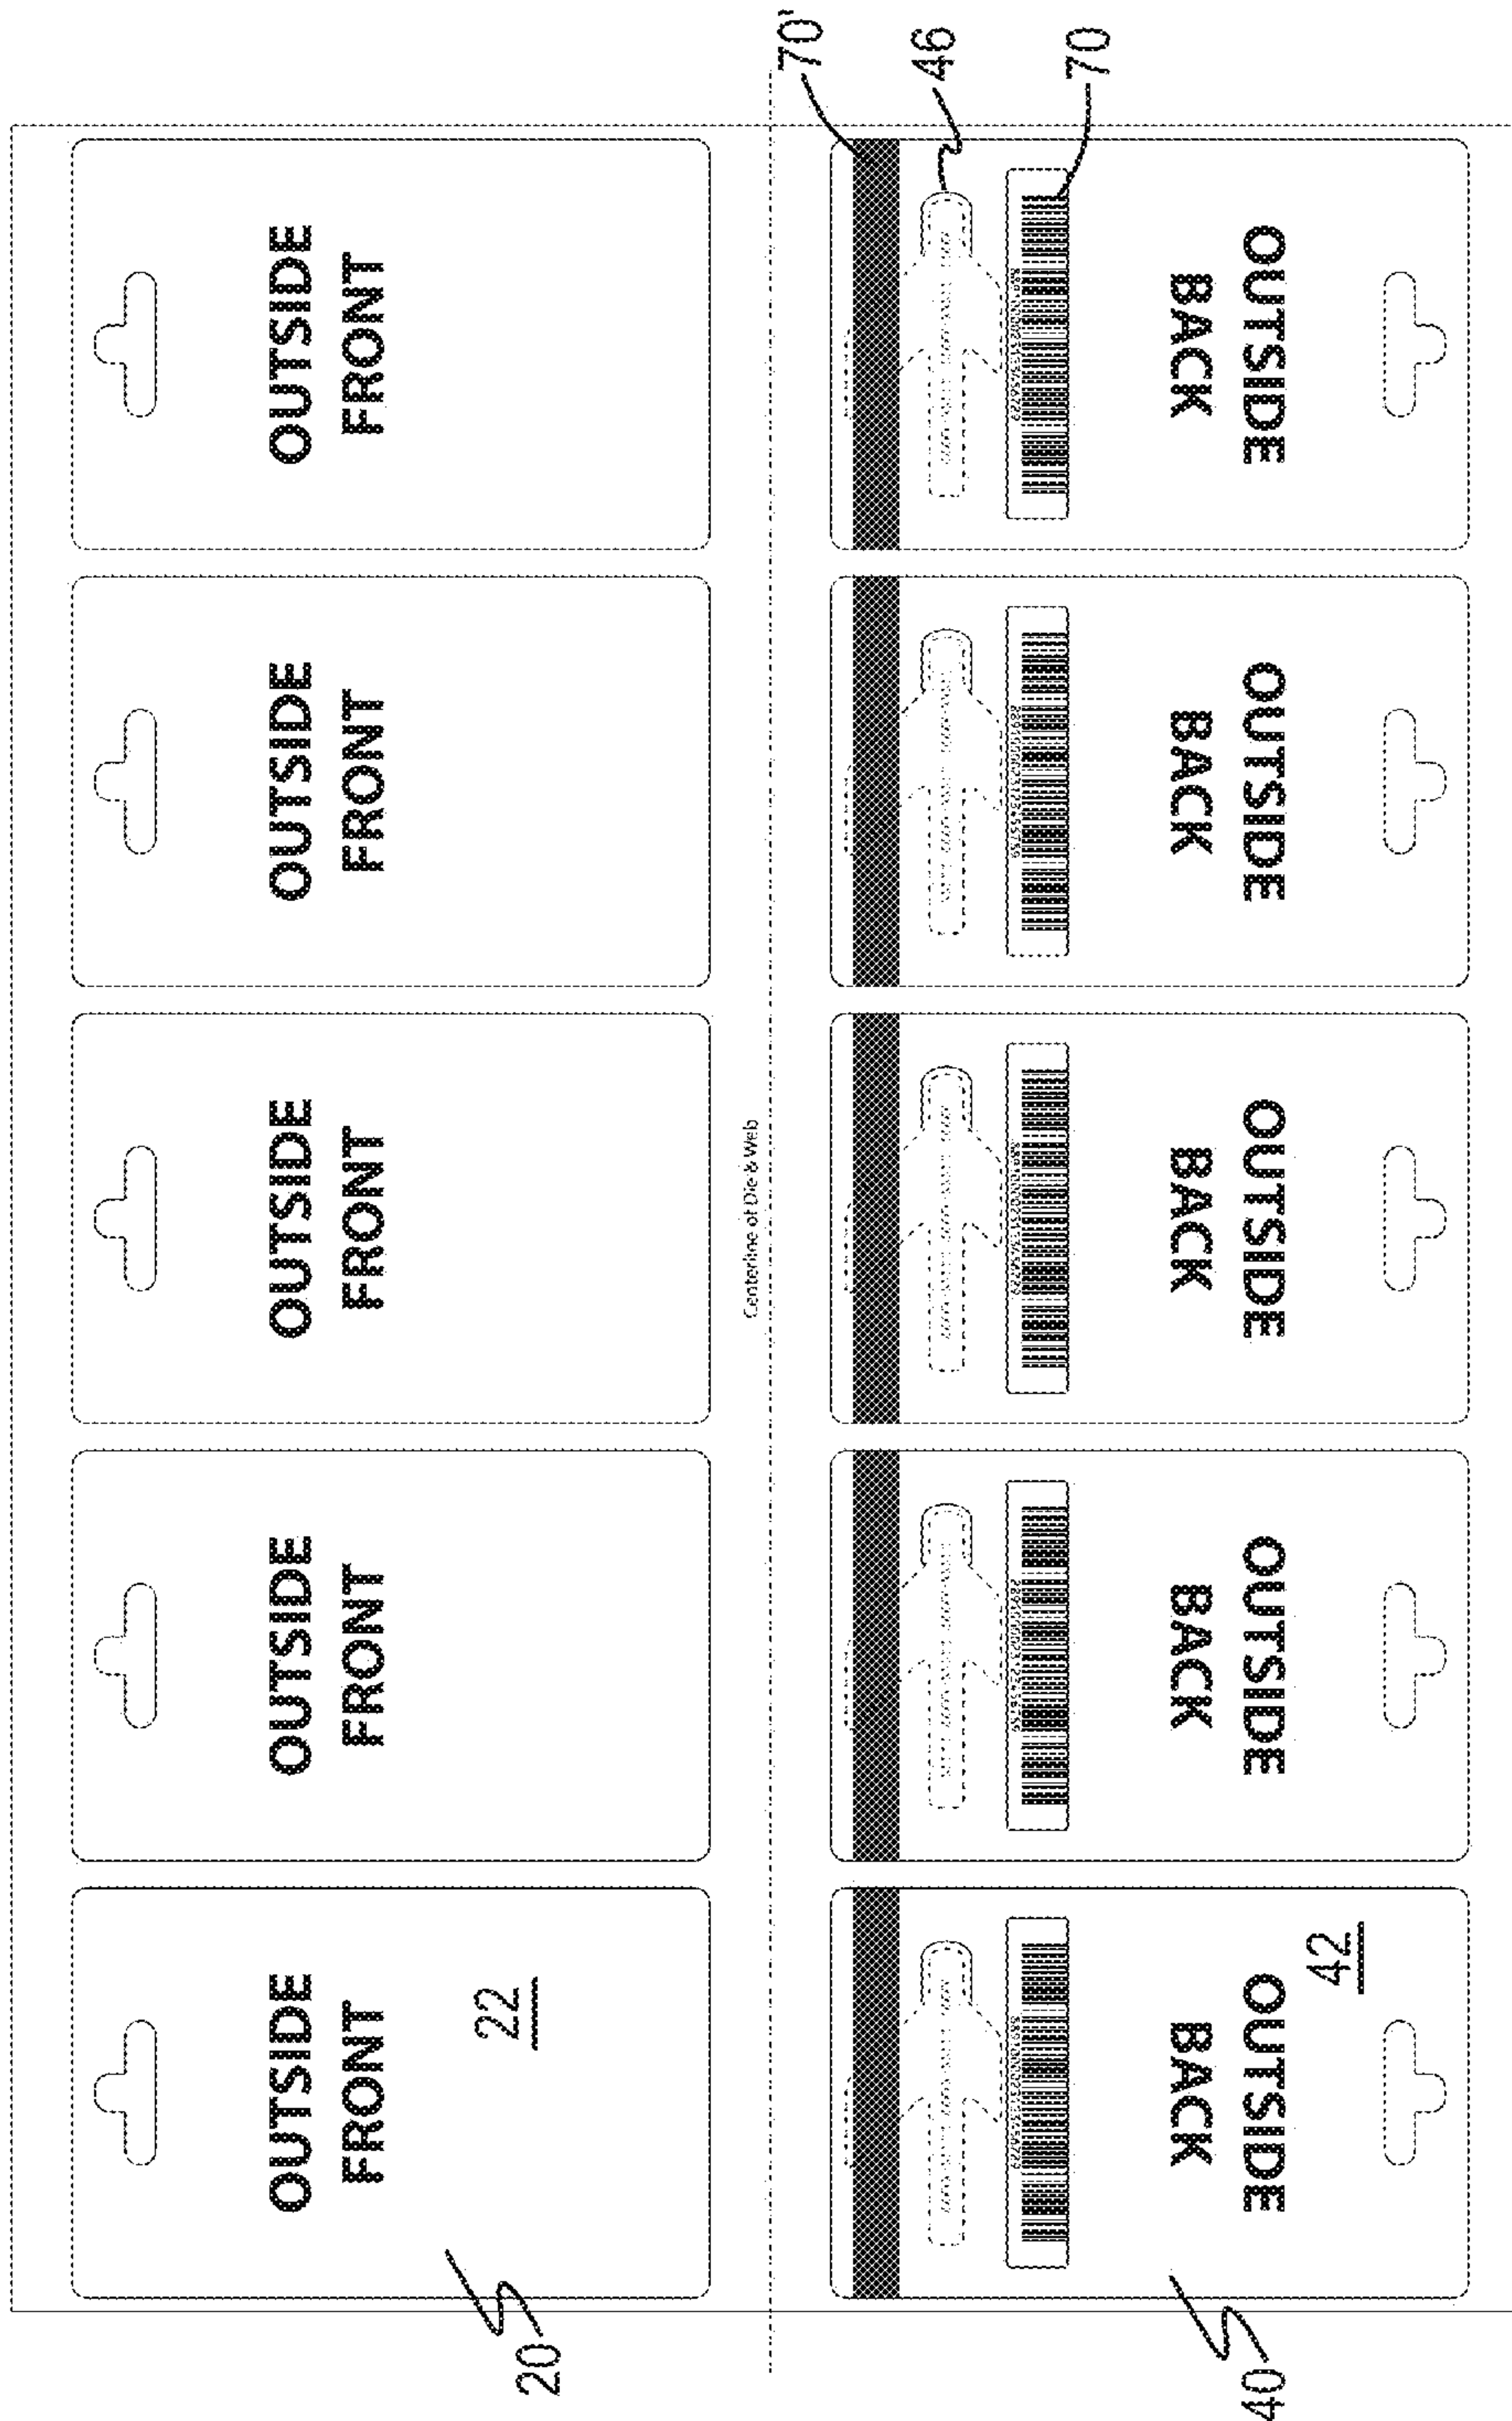 70'
46
70
OUTSIDE
FRONT
OUTSIDE
FRONT
OUTSIDE
FRONT
OUTSIDE
FRONT
OUTSIDE
FRONT
22
20
Centerline of Die & Web
OUTSIDE
BACK
OUTSIDE
BACK
OUTSIDE
BACK
OUTSIDE
BACK
OUTSIDE
BACK
42
40